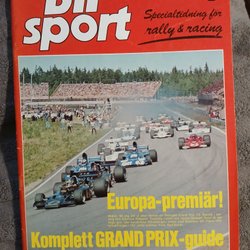 bil
sport
Specialtidning för
rally & racing
Europa-premiär!
Komplett GRAND PRIX-guide